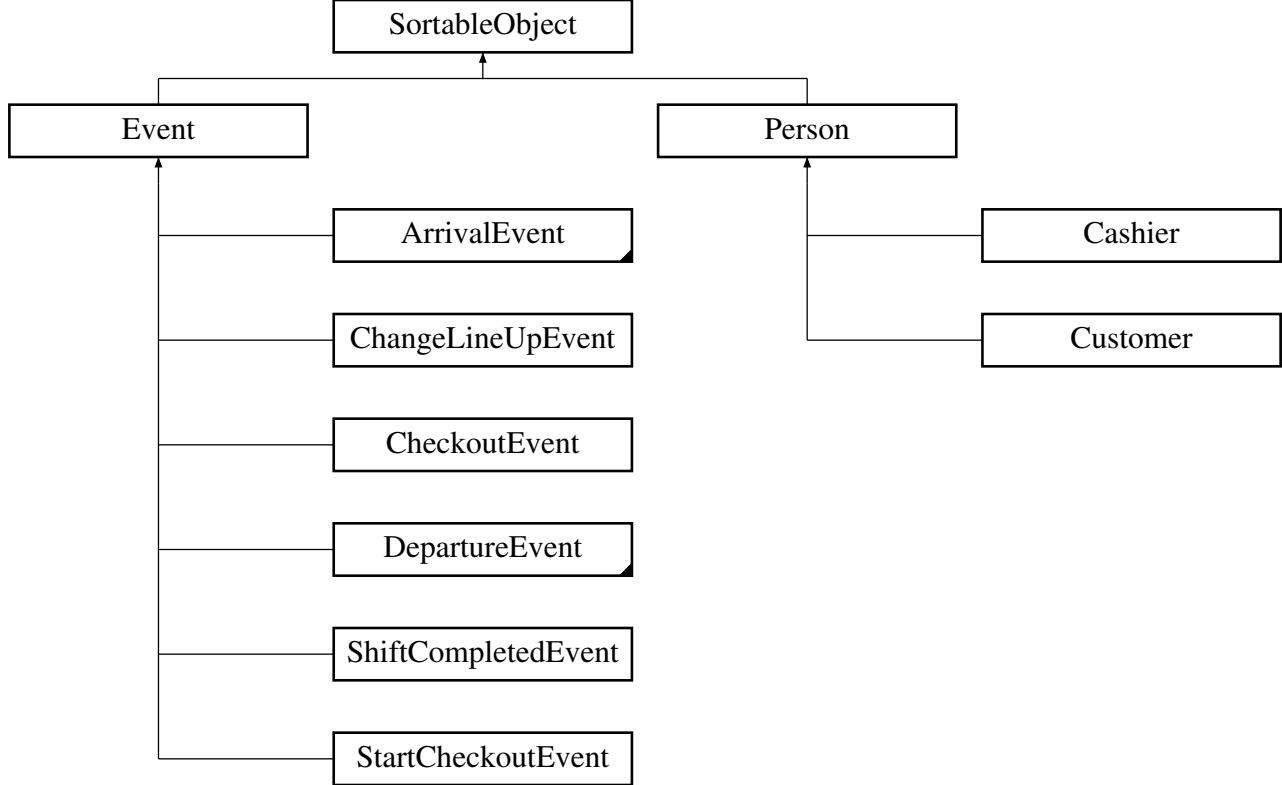 SortableObject
Event
Person
ArrivalEvent
Cashier
ChangeLineUpEvent
Customer
CheckoutEvent
DepartureEvent
ShiftCompletedEvent
StartCheckoutEvent